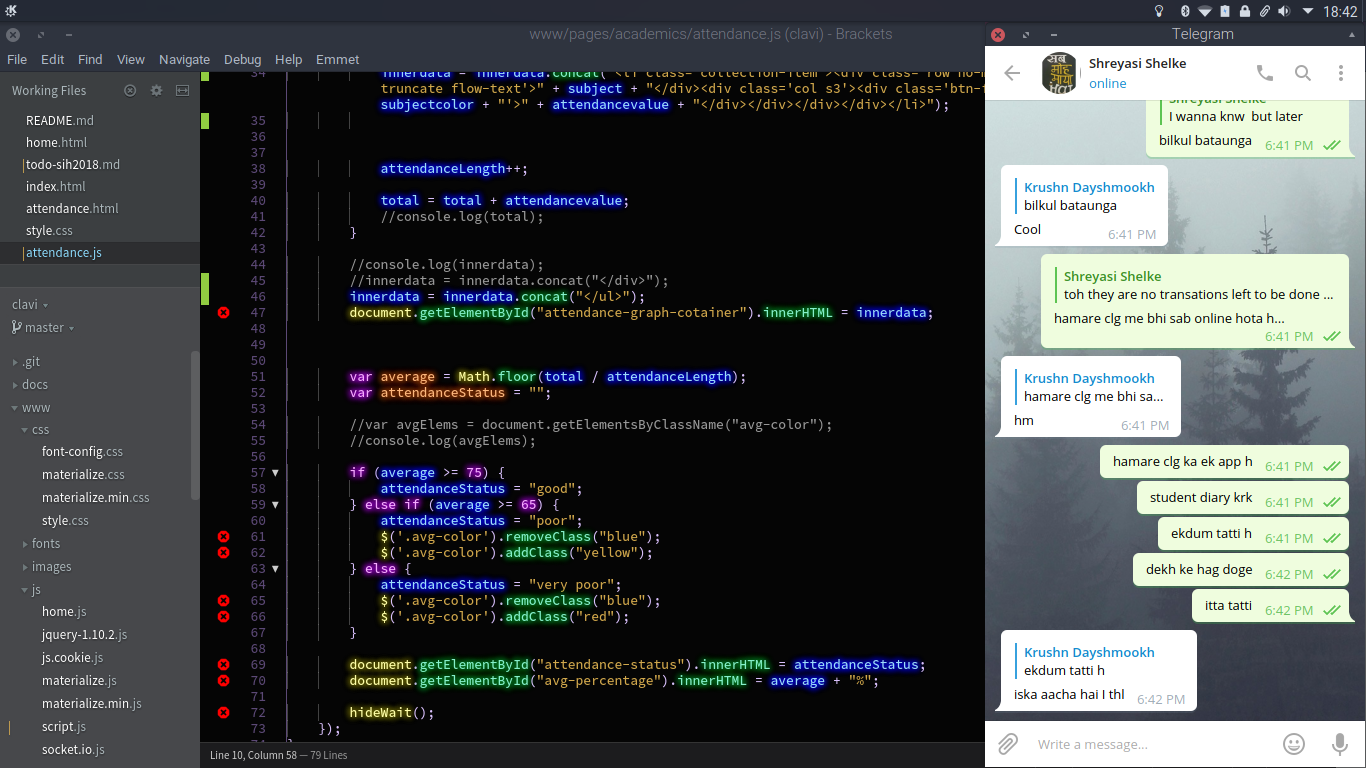 18:42
www/pages/academics/attendance.js (clavi) - Brackets
File Edit Find View Navigate Debug Help Emmet
Working Files
README.md
home.html
todo-sih2018.md
index.html
attendance.html
style.css
attendance.js
clavi
master
.git
docs
www
css
font-config.css
materialize.css
materialize.min.css
style.css
fonts
images
js
home.js
jquery-1.10.2.js
js.cookie.js
materialize.js
materialize.min.js
script.js
socket.io.js
34 innerdata = innerdata.concat("<li class='collection-item'><div class='row no-m
truncate flow-text'>" + subject + "</div><div class='col s3'><div class='btn-f
subjectcolor + "'>" + attendancevalue + "</div></div></div></div></li>");
35
36
37
38 attendanceLength++;
39
40 total = total + attendancevalue;
41 //console.log(total);
42 }
43
44 //console.log(innerdata);
45 //innerdata = innerdata.concat("</div>");
46 innerdata = innerdata.concat("</ul>");
47 document.getElementById("attendance-graph-cotainer").innerHTML = innerdata;
48
49
50
51 var average = Math.floor(total / attendanceLength);
52 var attendanceStatus = "";
53
54 //var avgElems = document.getElementsByClassName("avg-color");
55 //console.log(avgElems);
56
57 if (average >= 75) {
58 attendanceStatus = "good";
59 } else if (average >= 65) {
60 attendanceStatus = "poor";
61 $('.avg-color').removeClass("blue");
62 $('.avg-color').addClass("yellow");
63 } else {
64 attendanceStatus = "very poor";
65 $('.avg-color').removeClass("blue");
66 $('.avg-color').addClass("red");
67 }
68
69 document.getElementById("attendance-status").innerHTML = attendanceStatus;
70 document.getElementById("avg-percentage").innerHTML = average + "%";
71
72 hideWait();
73 });
Line 10, Column 58 — 79 Lines
Telegram
Shreyasi Shelke
online
Shreyasi Shelke
I wanna knw but later
bilkul bataunga 6:41 PM
Krushn Dayshmookh
bilkul bataunga
Cool 6:41 PM
Shreyasi Shelke
toh they are no transations left to be done ...
hamare clg me bhi sab online hota h...
6:41 PM
Krushn Dayshmookh
hamare clg me bhi sa...
hm 6:41 PM
hamare clg ka ek app h 6:41 PM
student diary krk 6:41 PM
ekdum tatti h 6:41 PM
dekh ke hag doge 6:42 PM
itta tatti 6:42 PM
Krushn Dayshmookh
ekdum tatti h
iska aacha hai I thl 6:42 PM
Write a message...